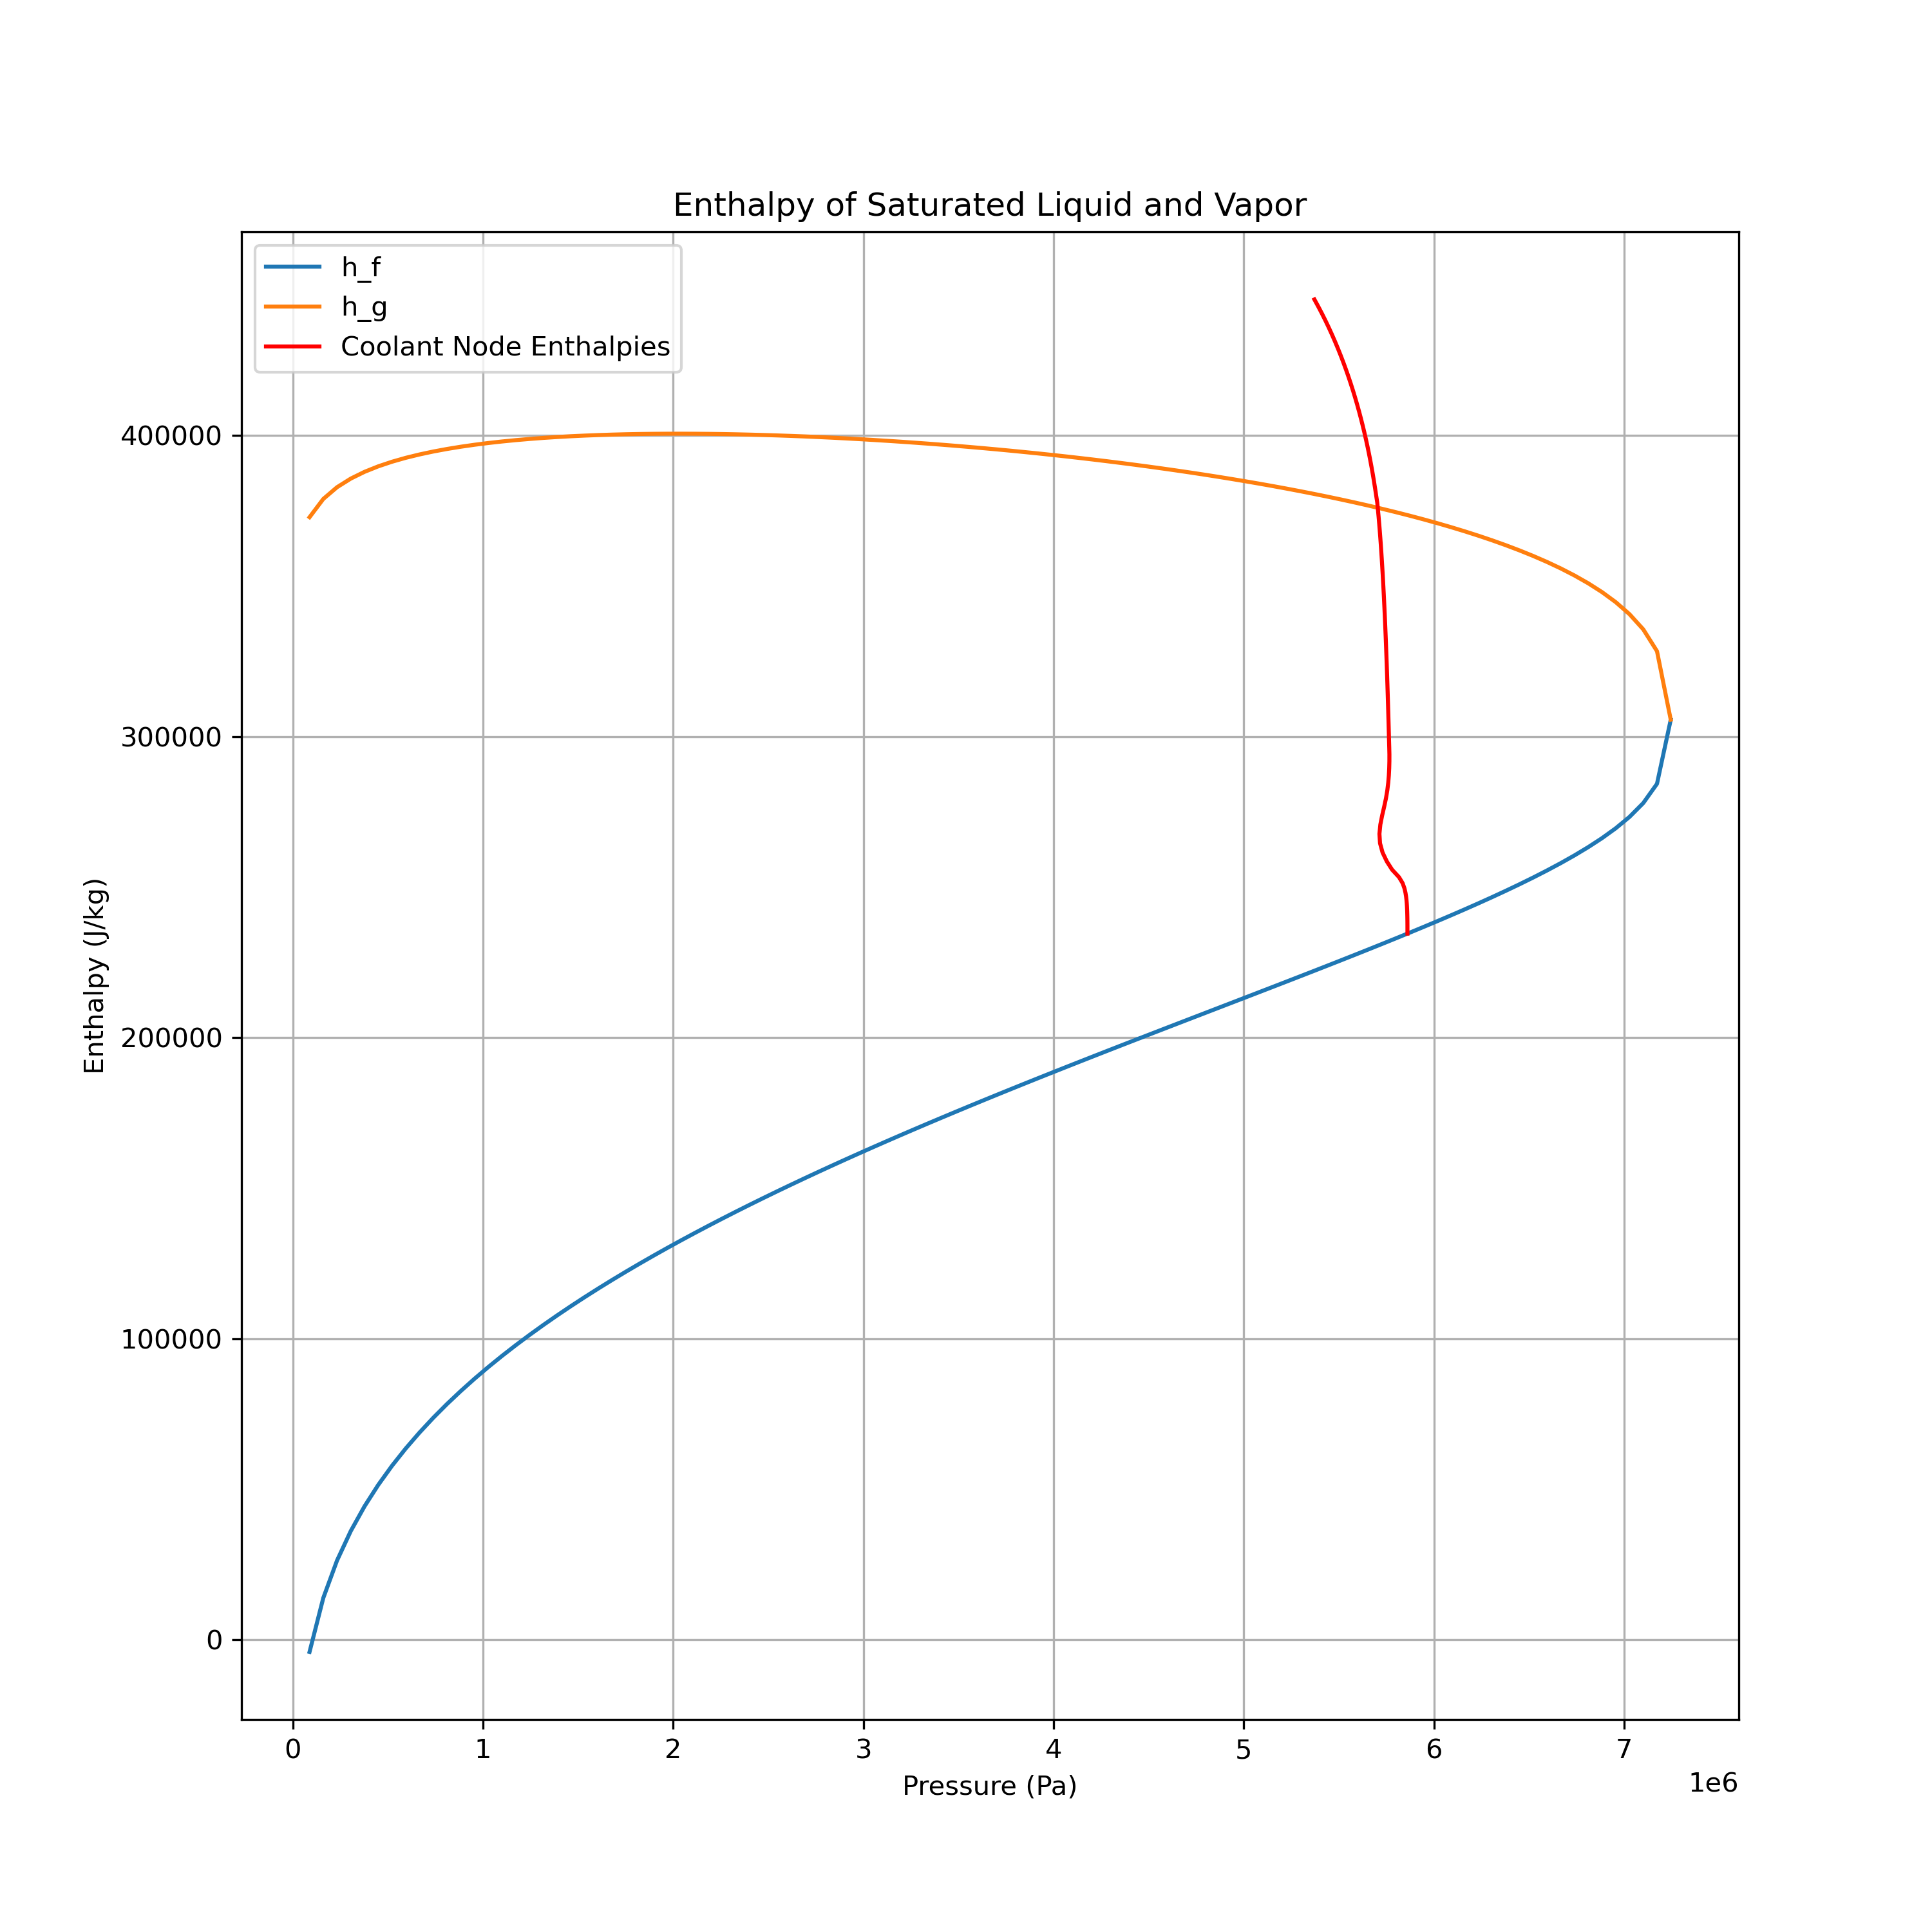 Enthalpy of Saturated Liquid and Vapor
h_f
h_g
Coolant Node Enthalpies
400000
300000
200000
100000
0
Enthalpy (J/kg)
0 1 2 3 4 5 6 7
Pressure (Pa)
1e6